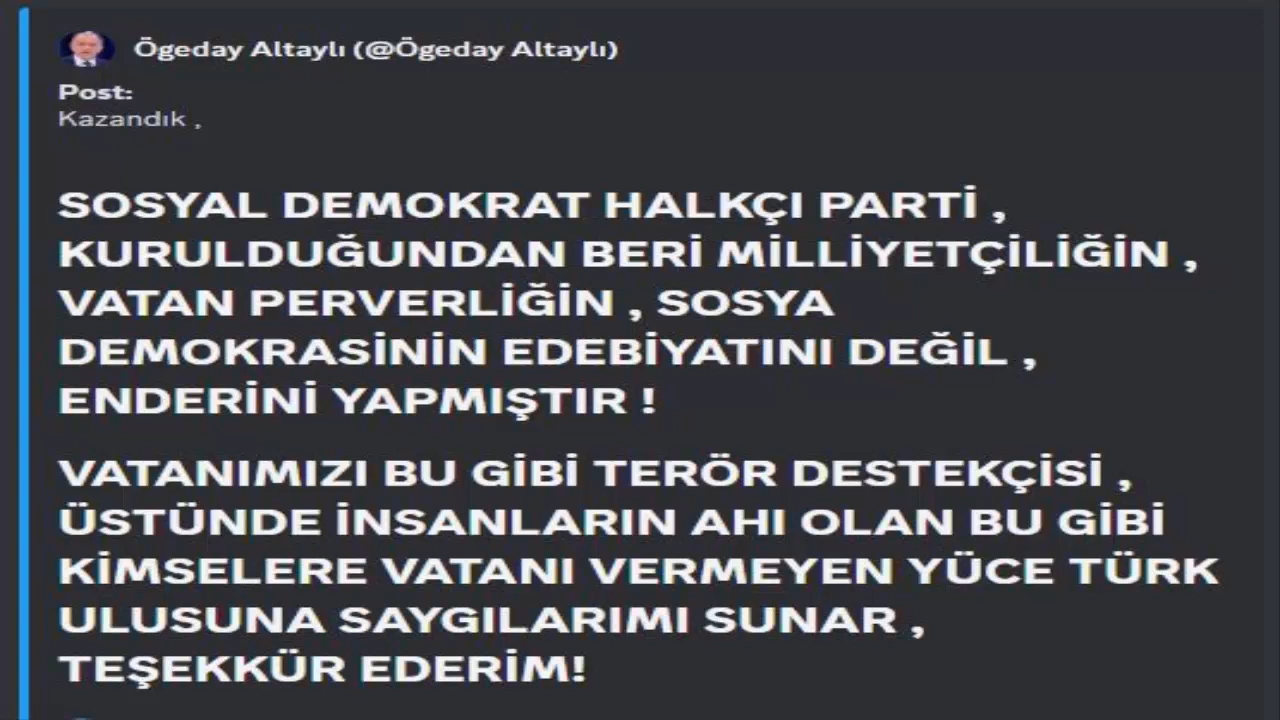 Ögeday Altaylı (@Ögeday Altaylı)
Post:
Kazandık ,
SOSYAL DEMOKRAT HALKÇI PARTİ ,
KURULDUĞUNDAN BERİ MİLLİYETÇİLİĞİN ,
VATAN PERVERLİĞİN , SOSYA
DEMOKRASİNİN EDEBİYATINI DEĞİL ,
ENDERİNİ YAPMIŞTIR !
VATANIMIZI BU GİBİ TERÖR DESTEKÇİSİ ,
ÜSTÜNDE İNSANLARIN AHI OLAN BU GİBİ
KİMSELERE VATANI VERMEYEN YÜCE TÜRK
ULUSUNA SAYGILARIMI SUNAR ,
TEŞEKKÜR EDERİM!